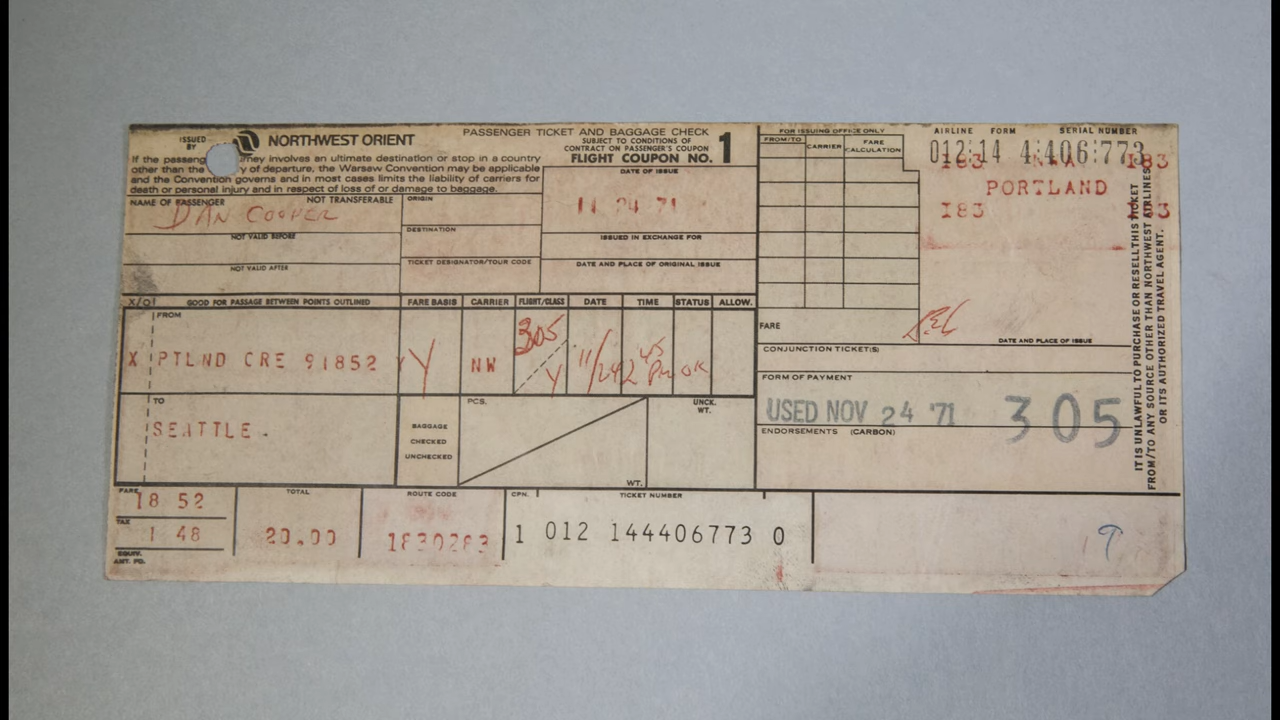 ISSUED BY NORTHWEST ORIENT
PASSENGER TICKET AND BAGGAGE CHECK
SUBJECT TO CONDITIONS OF
CONTRACT ON PASSENGER'S COUPON
FLIGHT COUPON NO. 1
If the passeng ney involves an ultimate destination or stop in a country
other than the y of departure, the Warsaw Convention may be applicable
and the Convention governs and in most cases limits the liability of carriers for
death or personal injury and in respect of loss of or damage to baggage.
NAME OF PASSENGER NOT TRANSFERABLE
DAN COOPER
NOT VALID BEFORE
NOT VALID AFTER
ORIGIN
DESTINATION
TICKET DESIGNATOR/TOUR CODE
DATE OF ISSUE
11 24 71
ISSUED IN EXCHANGE FOR
DATE AND PLACE OF ORIGINAL ISSUE
FOR ISSUING OFFICE ONLY
FROM/TO CARRIER FARE CALCULATION
FARE
AIRLINE FORM SERIAL NUMBER
012:14 4:406:773
183 183
PORTLAND
183
DATE AND PLACE OF ISSUE
IT IS UNLAWFUL TO PURCHASE OR RESELL THIS TICKET
FROM/TO ANY SOURCE OTHER THAN NORTHWEST AIRLINES
OR ITS AUTHORIZED TRAVEL AGENT.
X/O GOOD FOR PASSAGE BETWEEN POINTS OUTLINED FARE BASIS CARRIER FLIGHT/CLASS DATE TIME STATUS ALLOW.
FROM
X PTLND ORE 91852 Y NW 305 Y 11/24 2 45 PM OK
TO
SEATTLE.
BAGGAGE
CHECKED
UNCHECKED
PCS.
WT.
UNCK. WT.
CONJUNCTION TICKET(S)
FORM OF PAYMENT
USED NOV 24 '71 305
ENDORSEMENTS (CARBON)
FARE
18 52
TAX
1 48
EQUIV. AMT. PD.
TOTAL
20.00
ROUTE CODE
1830283
CPN. TICKET NUMBER
1 012 144406773 0